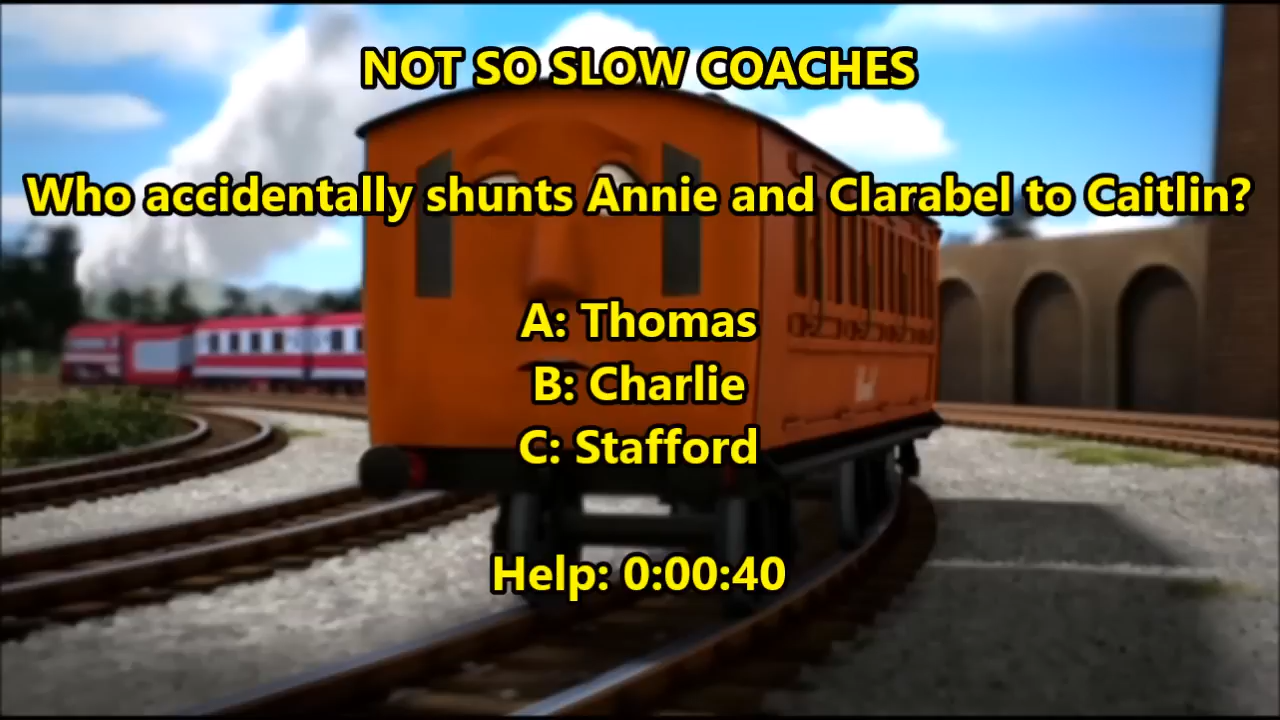 NOT SO SLOW COACHES
Who accidentally shunts Annie and Clarabel to Caitlin?
A: Thomas
B: Charlie
C: Stafford
Help: 0:00:40